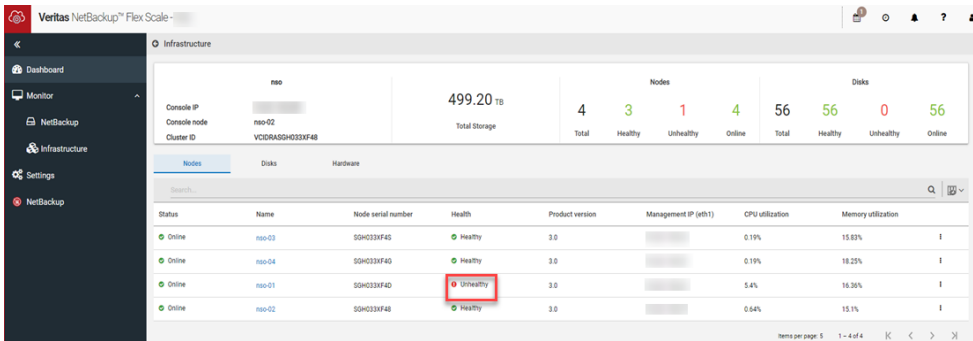 Veritas NetBackup™ Flex Scale -
1
?
«
Infrastructure
Dashboard
Monitor
NetBackup
Infrastructure
Settings
NetBackup
nso
Console IP
Console node nso-02
Cluster ID VCIDRASGH033XF48
499.20 TB
Total Storage
Nodes
4 3 1 4
Total Healthy Unhealthy Online
Disks
56 56 0 56
Total Healthy Unhealthy Online
Nodes Disks Hardware
Search...
Status Name Node serial number Health Product version Management IP (eth1) CPU utilization Memory utilization
Online nso-03 SGH033XF4S Healthy 3.0 0.19% 15.83%
Online nso-04 SGH033XF4G Healthy 3.0 0.19% 18.25%
Online nso-01 SGH033XF4D Unhealthy 3.0 5.4% 16.36%
Online nso-02 SGH033XF48 Healthy 3.0 0.64% 15.1%
Items per page: 5 1 – 4 of 4